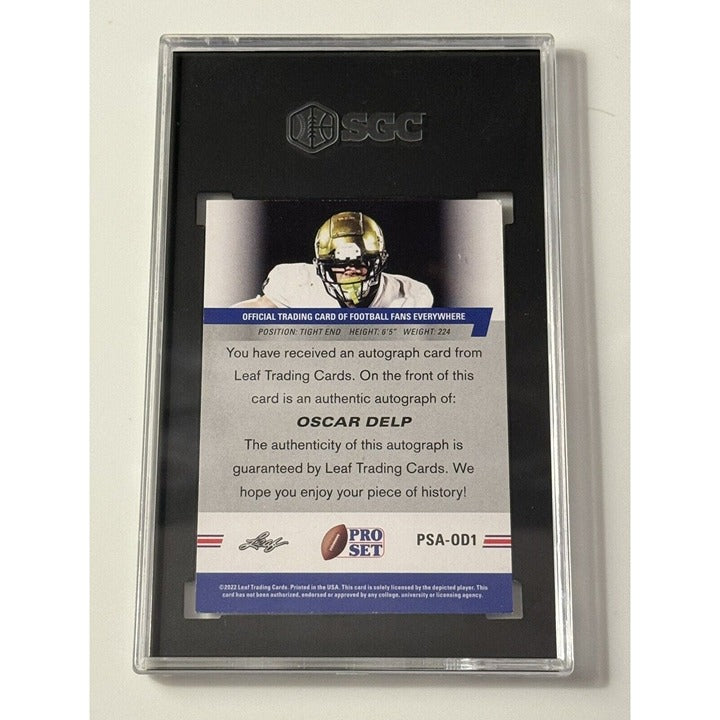 SGC
OFFICIAL TRADING CARD OF FOOTBALL FANS EVERYWHERE
POSITION: TIGHT END HEIGHT: 6'5" WEIGHT: 224
You have received an autograph card from
Leaf Trading Cards. On the front of this
card is an authentic autograph of:
OSCAR DELP
The authenticity of this autograph is
guaranteed by Leaf Trading Cards. We
hope you enjoy your piece of history!
Leaf
PRO
SET
PSA-OD1
©2022 Leaf Trading Cards. Printed in the USA. This card is solely licensed by the depicted player. This
card has not been authorized, endorsed or approved by any college, university or licensing agency.